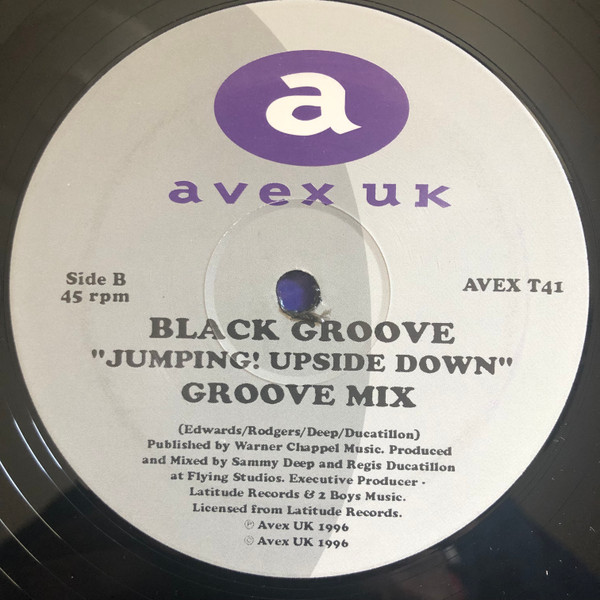 a
avex uk
Side B
45 rpm
AVEX T41
BLACK GROOVE
"JUMPING! UPSIDE DOWN"
GROOVE MIX
(Edwards/Rodgers/Deep/Ducatillon)
Published by Warner Chappel Music. Produced
and Mixed by Sammy Deep and Regis Ducatillon
at Flying Studios. Executive Producer ·
Latitude Records & 2 Boys Music.
Licensed from Latitude Records.
℗ Avex UK 1996
© Avex UK 1996